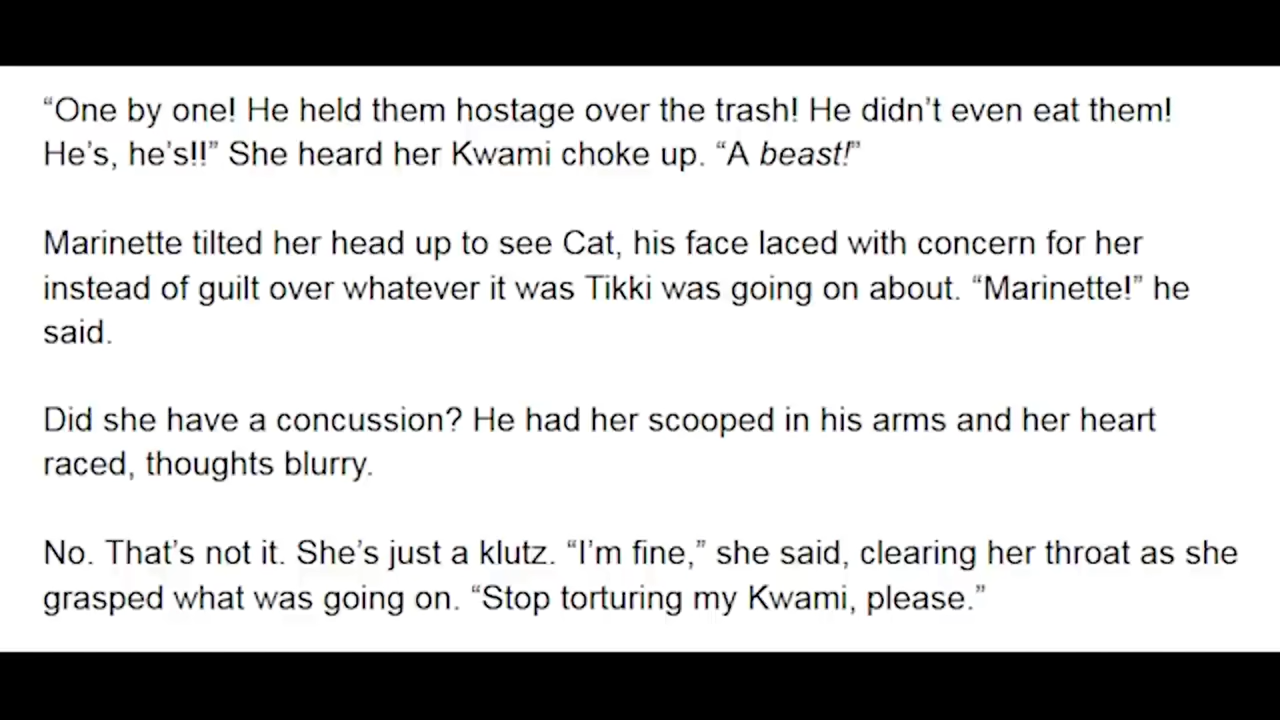 “One by one! He held them hostage over the trash! He didn’t even eat them!
He’s, he’s!!” She heard her Kwami choke up. “A beast!”
Marinette tilted her head up to see Cat, his face laced with concern for her
instead of guilt over whatever it was Tikki was going on about. “Marinette!” he
said.
Did she have a concussion? He had her scooped in his arms and her heart
raced, thoughts blurry.
No. That’s not it. She’s just a klutz. “I’m fine,” she said, clearing her throat as she
grasped what was going on. “Stop torturing my Kwami, please.”